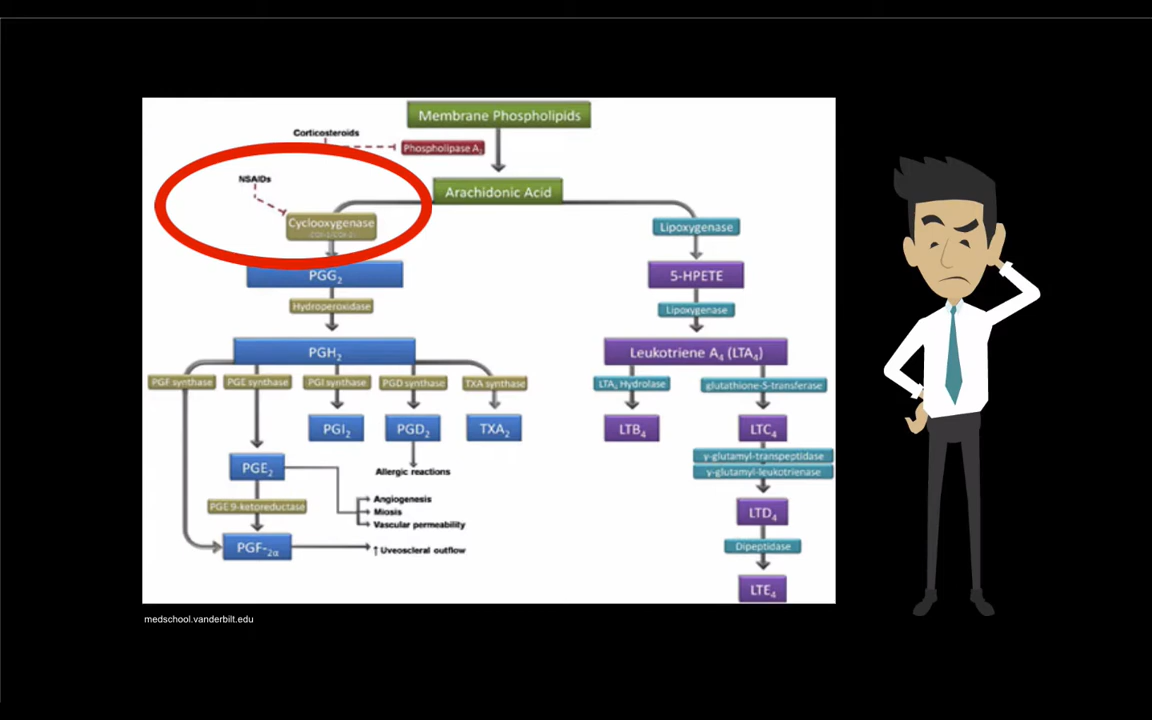 Membrane Phospholipids
Corticosteroids
Phospholipase A₂
NSAIDs
Arachidonic Acid
Cyclooxygenase
Lipoxygenase
PGG₂
5-HPETE
Hydroperoxidase
Lipoxygenase
PGH₂
Leukotriene A₄ (LTA₄)
PGF synthase PGE synthase PGI synthase PGD synthase TXA synthase
LTA₄ Hydrolase glutathione-S-transferase
PGI₂ PGD₂ TXA₂ LTB₄ LTC₄
γ-glutamyl-transpeptidase
γ-glutamyl-leukotrienase
PGE₂
Allergic reactions
Angiogenesis
Miosis
Vascular permeability
PGE 9-ketoreductase
LTD₄
PGF-₂α
↑ Uveoscleral outflow
Dipeptidase
LTE₄
medschool.vanderbilt.edu